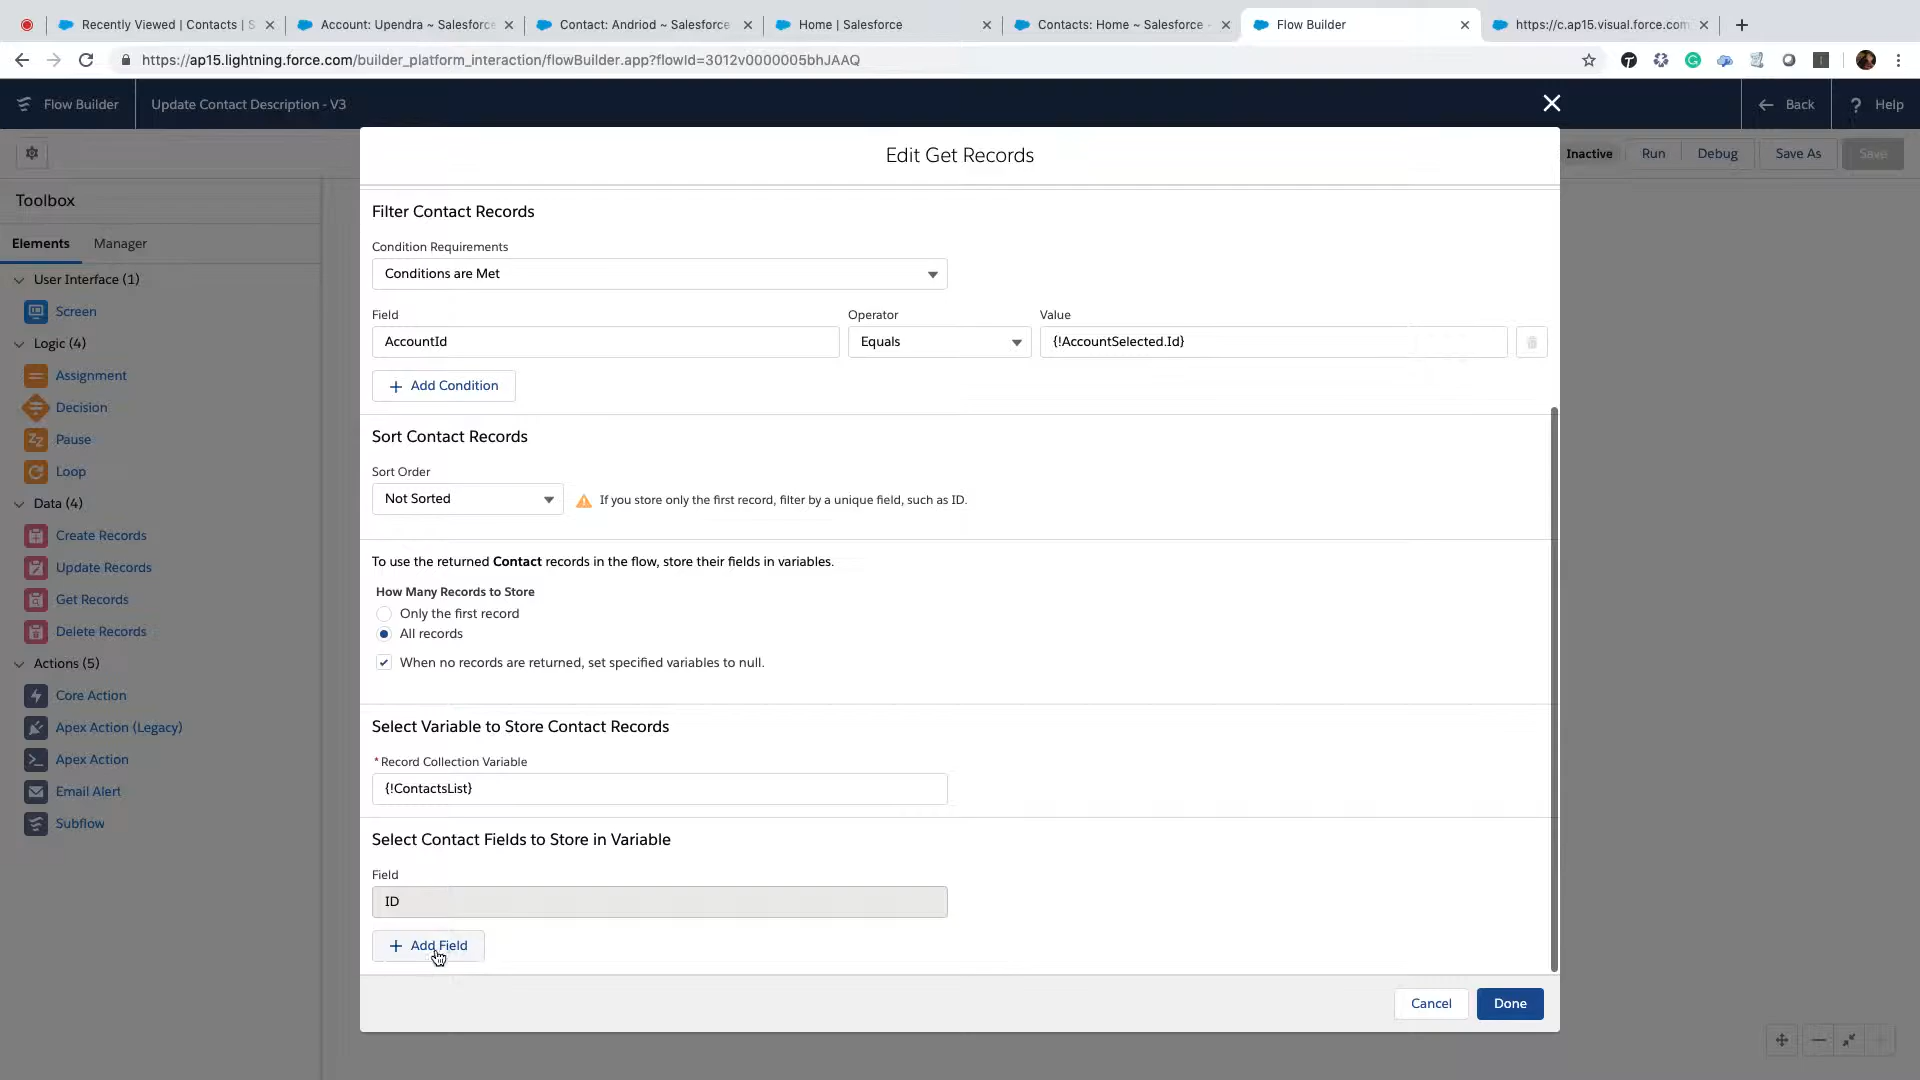 Recently Viewed | Contacts | S
Account: Upendra ~ Salesforce
Contact: Andriod ~ Salesforce
Home | Salesforce
Contacts: Home ~ Salesforce -
Flow Builder
https://c.ap15.visual.force.com
https://ap15.lightning.force.com/builder_platform_interaction/flowBuilder.app?flowId=3012v0000005bhJAAQ
Flow Builder
Update Contact Description - V3
Back
? Help
Inactive
Run
Debug
Save As
Save
Toolbox
Elements
Manager
User Interface (1)
Screen
Logic (4)
Assignment
Decision
Pause
Loop
Data (4)
Create Records
Update Records
Get Records
Delete Records
Actions (5)
Core Action
Apex Action (Legacy)
Apex Action
Email Alert
Subflow
Edit Get Records
Filter Contact Records
Condition Requirements
Conditions are Met
Field
Operator
Value
AccountId
Equals
{!AccountSelected.Id}
+ Add Condition
Sort Contact Records
Sort Order
Not Sorted
If you store only the first record, filter by a unique field, such as ID.
To use the returned Contact records in the flow, store their fields in variables.
How Many Records to Store
Only the first record
All records
When no records are returned, set specified variables to null.
Select Variable to Store Contact Records
* Record Collection Variable
{!ContactsList}
Select Contact Fields to Store in Variable
Field
ID
+ Add Field
Cancel
Done